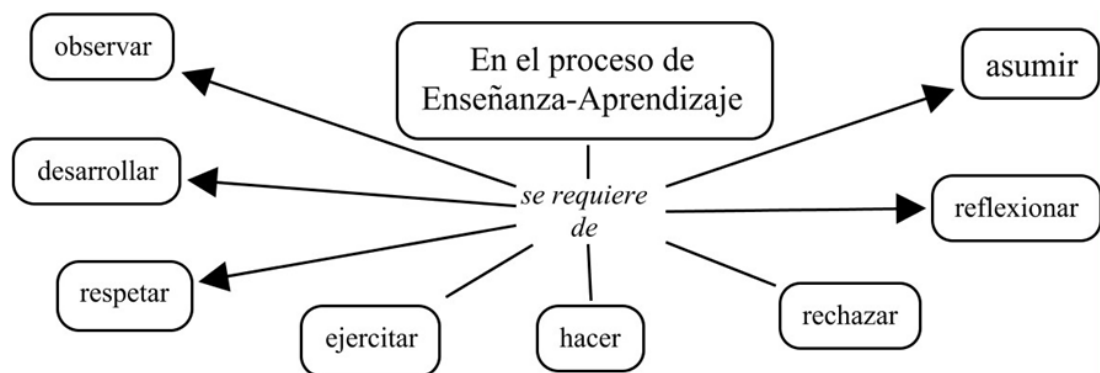 En el proceso de
Enseñanza-Aprendizaje
se requiere
de
observar
desarrollar
respetar
ejercitar
hacer
rechazar
reflexionar
asumir